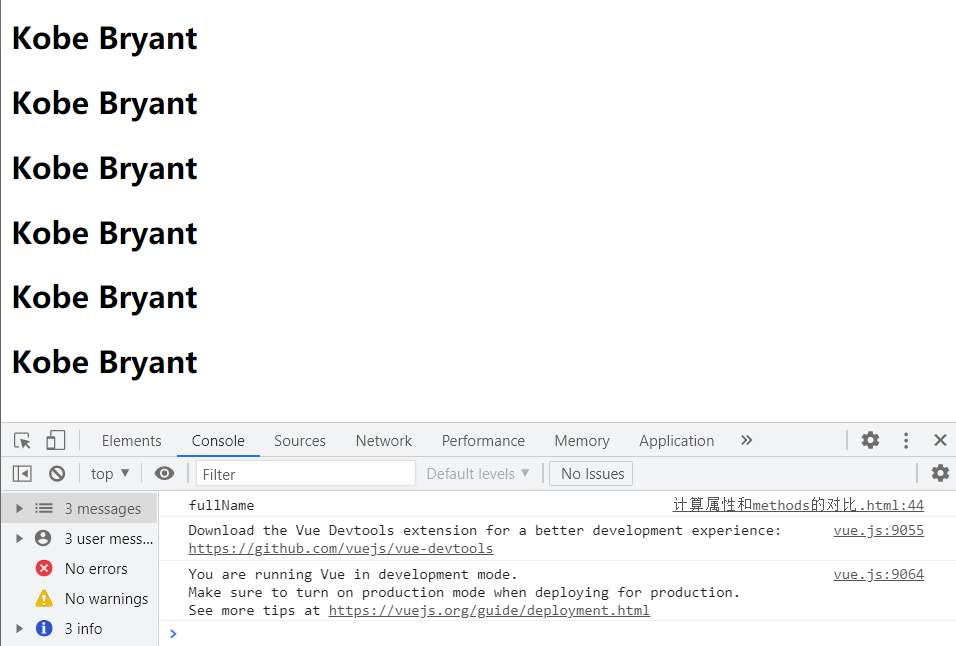 Kobe Bryant
Kobe Bryant
Kobe Bryant
Kobe Bryant
Kobe Bryant
Kobe Bryant
Elements Console Sources Network Performance Memory Application »
top ▼ Filter Default levels ▼ No Issues
3 messages
3 user mess...
No errors
No warnings
3 info
fullName 计算属性和methods的对比.html:44
Download the Vue Devtools extension for a better development experience: vue.js:9055
https://github.com/vuejs/vue-devtools
You are running Vue in development mode. vue.js:9064
Make sure to turn on production mode when deploying for production.
See more tips at https://vuejs.org/guide/deployment.html
>